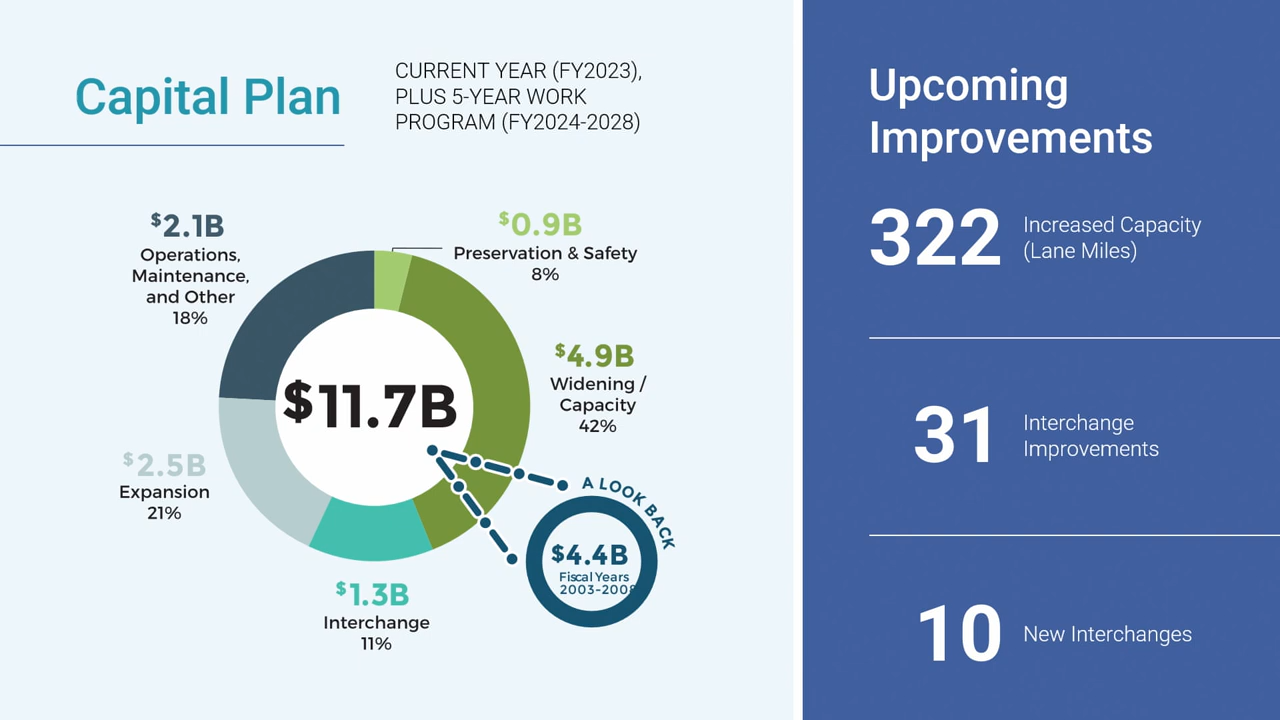 Capital Plan
CURRENT YEAR (FY2023),
PLUS 5-YEAR WORK
PROGRAM (FY2024-2028)
$2.1B
Operations,
Maintenance,
and Other
18%
$0.9B
Preservation & Safety
8%
$4.9B
Widening /
Capacity
42%
$11.7B
$2.5B
Expansion
21%
$1.3B
Interchange
11%
A LOOK BACK
$4.4B
Fiscal Years
Upcoming
Improvements
322
Increased Capacity
(Lane Miles)
31
Interchange
Improvements
10
New Interchanges